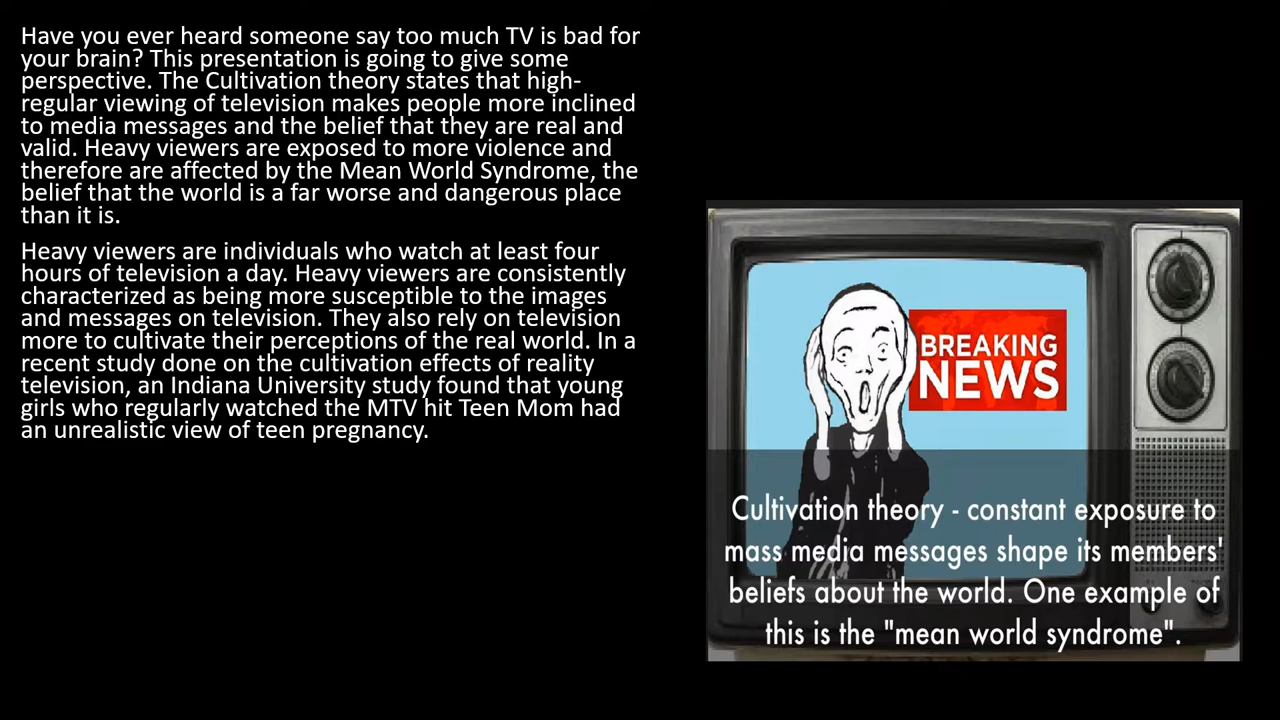 Have you ever heard someone say too much TV is bad for
your brain? This presentation is going to give some
perspective. The Cultivation theory states that high-
regular viewing of television makes people more inclined
to media messages and the belief that they are real and
valid. Heavy viewers are exposed to more violence and
therefore are affected by the Mean World Syndrome, the
belief that the world is a far worse and dangerous place
than it is.
Heavy viewers are individuals who watch at least four
hours of television a day. Heavy viewers are consistently
characterized as being more susceptible to the images
and messages on television. They also rely on television
more to cultivate their perceptions of the real world. In a
recent study done on the cultivation effects of reality
television, an Indiana University study found that young
girls who regularly watched the MTV hit Teen Mom had
an unrealistic view of teen pregnancy.
BREAKING
NEWS
Cultivation theory - constant exposure to
mass media messages shape its members'
beliefs about the world. One example of
this is the "mean world syndrome".